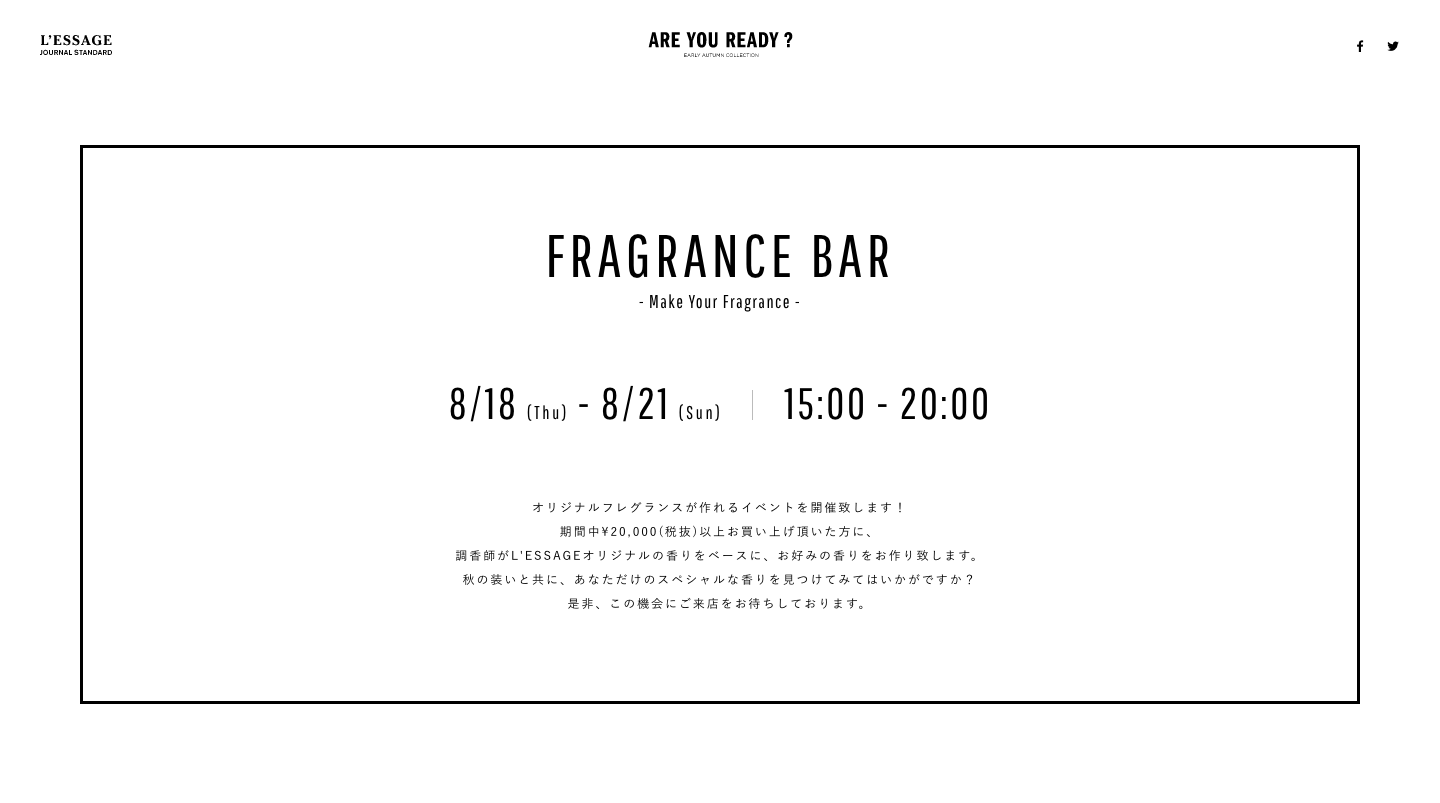 L'ESSAGE
JOURNAL STANDARD
ARE YOU READY ?
EARLY AUTUMN COLLECTION
FRAGRANCE BAR
- Make Your Fragrance -
8/18 (Thu) - 8/21 (Sun) | 15:00 - 20:00
オリジナルフレグランスが作れるイベントを開催致します！
期間中¥20,000(税抜)以上お買い上げ頂いた方に、
調香師がL'ESSAGEオリジナルの香りをベースに、お好みの香りをお作り致します。
秋の装いと共に、あなただけのスペシャルな香りを見つけてみてはいかがですか？
是非、この機会にご来店をお待ちしております。